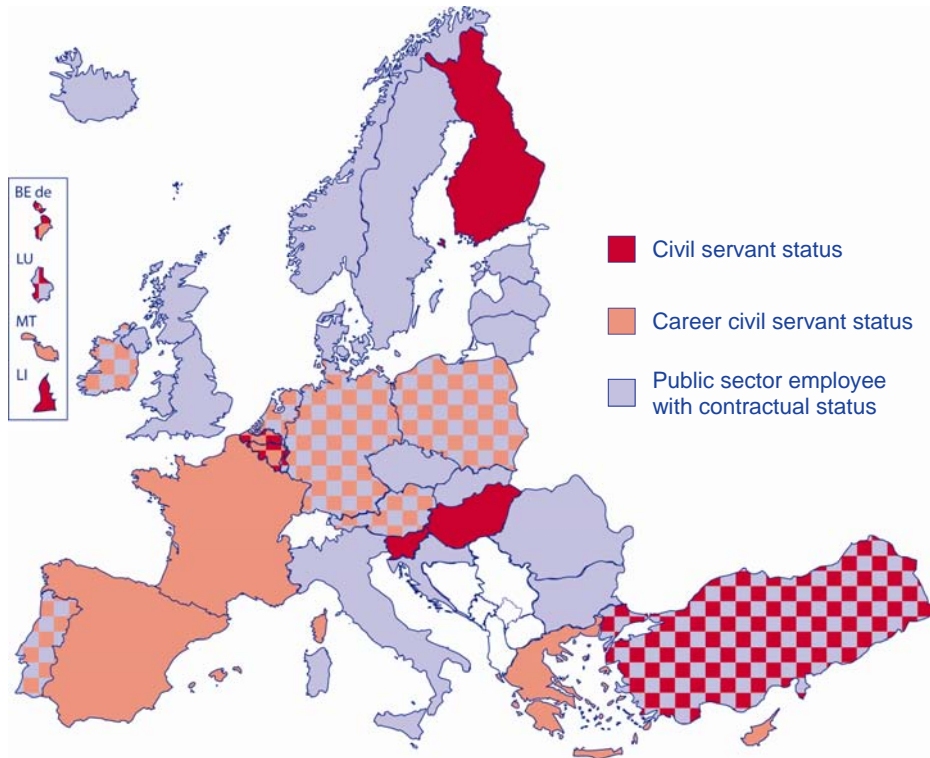 BE de
LU
MT
LI
Civil servant status
Career civil servant status
Public sector employee
with contractual status